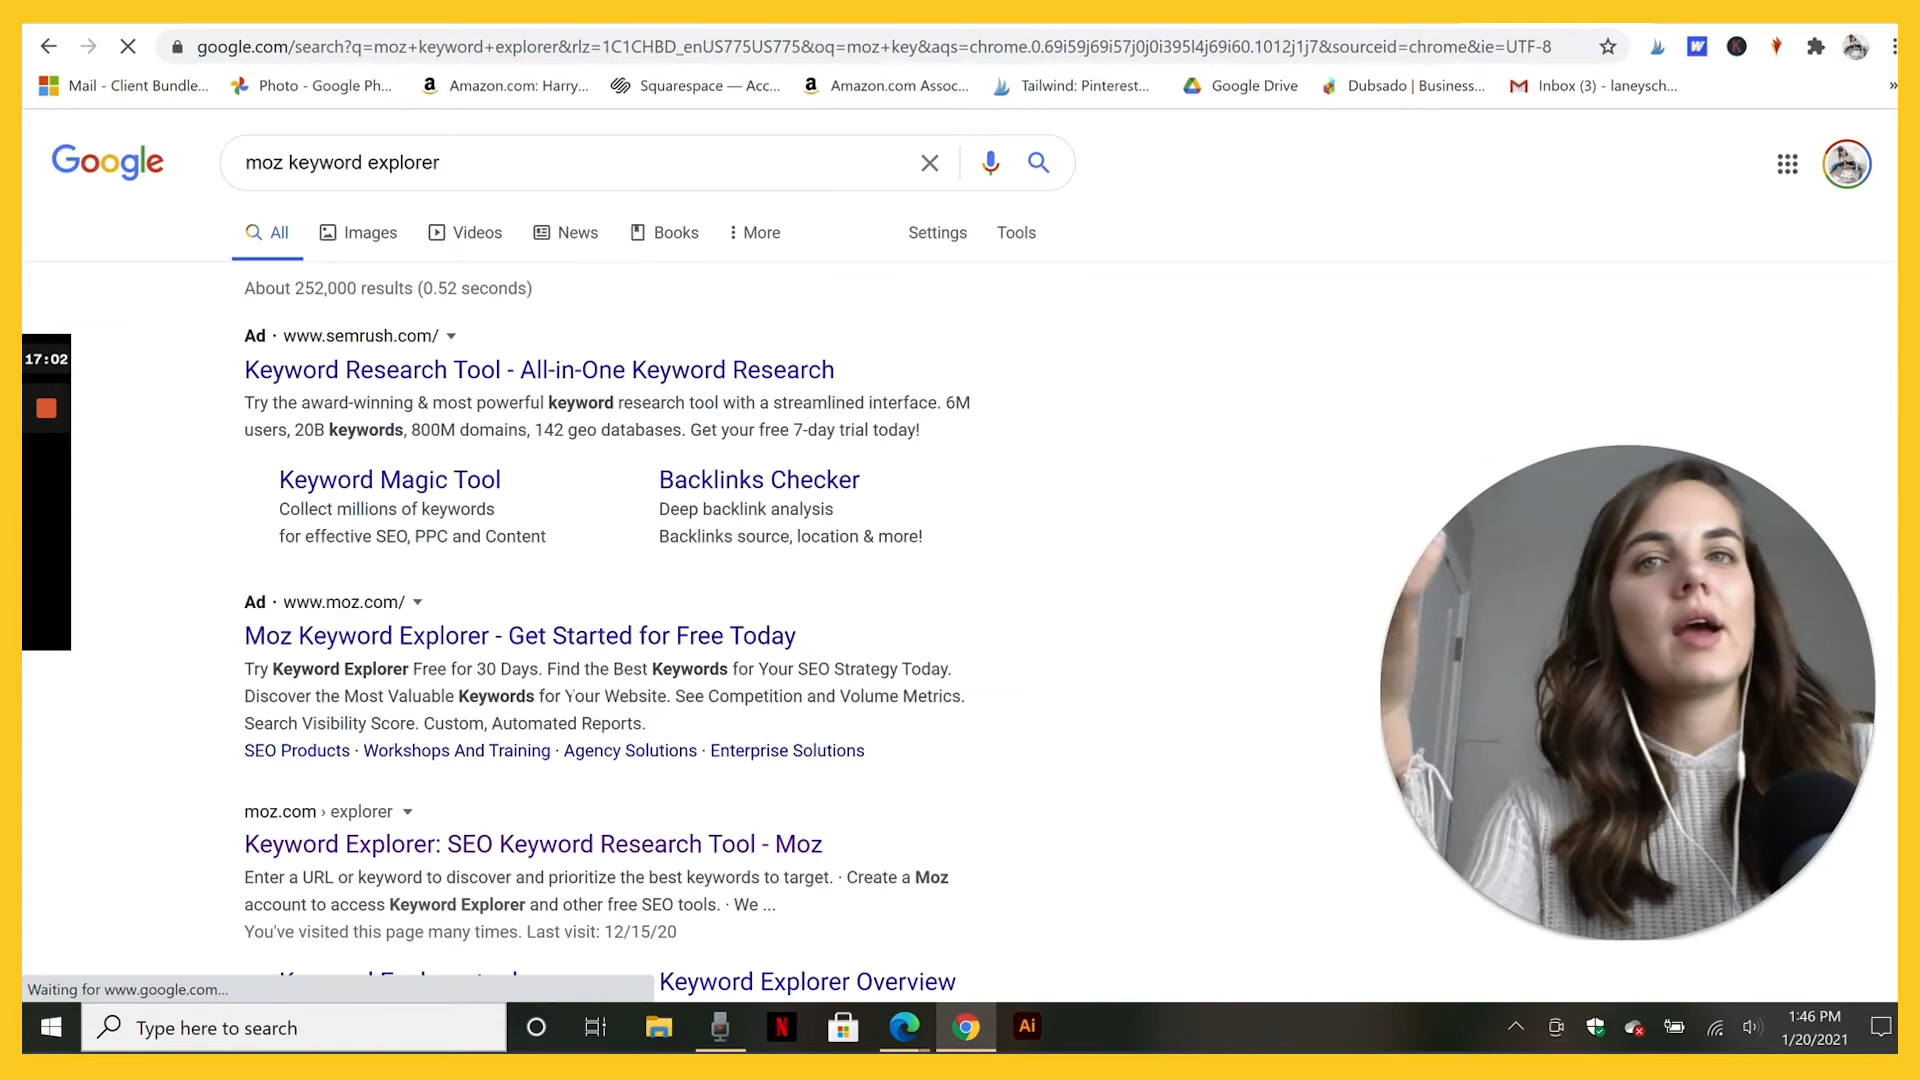 google.com/search?q=moz+keyword+explorer&rlz=1C1CHBD_enUS775US775&oq=moz+key&aqs=chrome.0.69i59j69i57j0j0i395l4j69i60.1012j1j7&sourceid=chrome&ie=UTF-8
Mail - Client Bundle... Photo - Google Ph... Amazon.com: Harry... Squarespace — Acc... Amazon.com Assoc... Tailwind: Pinterest... Google Drive Dubsado | Business... Inbox (3) - laneysch... »
Google
moz keyword explorer
All Images Videos News Books More Settings Tools
About 252,000 results (0.52 seconds)
Ad · www.semrush.com/
Keyword Research Tool - All-in-One Keyword Research
Try the award-winning & most powerful keyword research tool with a streamlined interface. 6M
users, 20B keywords, 800M domains, 142 geo databases. Get your free 7-day trial today!
17:02
Keyword Magic Tool Backlinks Checker
Collect millions of keywords Deep backlink analysis
for effective SEO, PPC and Content Backlinks source, location & more!
Ad · www.moz.com/
Moz Keyword Explorer - Get Started for Free Today
Try Keyword Explorer Free for 30 Days. Find the Best Keywords for Your SEO Strategy Today.
Discover the Most Valuable Keywords for Your Website. See Competition and Volume Metrics.
Search Visibility Score. Custom, Automated Reports.
SEO Products · Workshops And Training · Agency Solutions · Enterprise Solutions
moz.com › explorer
Keyword Explorer: SEO Keyword Research Tool - Moz
Enter a URL or keyword to discover and prioritize the best keywords to target. · Create a Moz
account to access Keyword Explorer and other free SEO tools. · We ...
You've visited this page many times. Last visit: 12/15/20
Keyword Explorer Overview
Waiting for www.google.com...
Type here to search
N
Ai
1:46 PM
1/20/2021